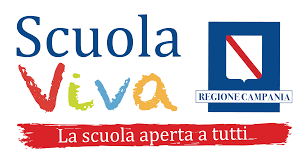 Scuola
Viva
REGIONE CAMPANIA
La scuola aperta a tutti